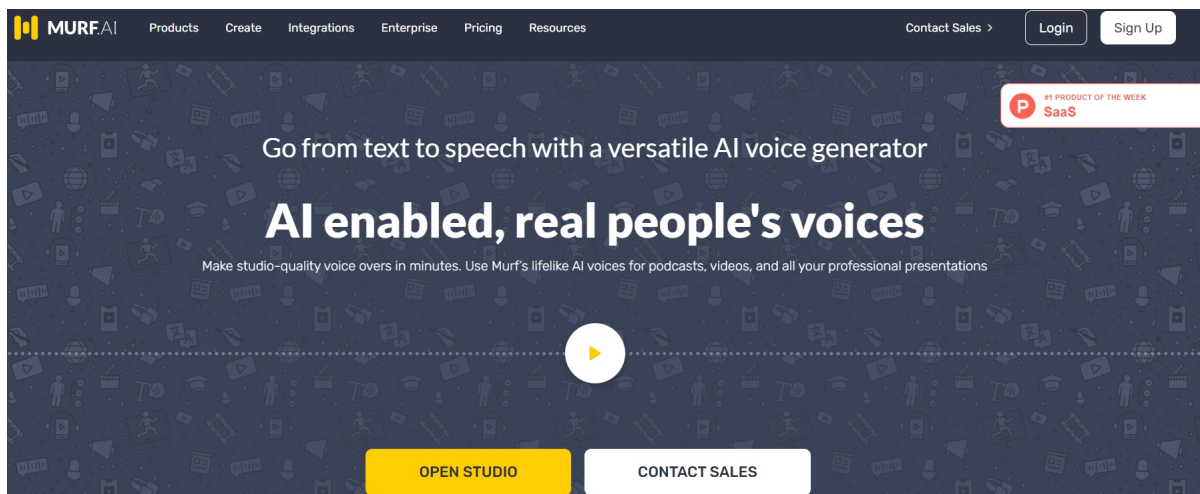 MURF.AI
Products
Create
Integrations
Enterprise
Pricing
Resources
Contact Sales >
Login
Sign Up
#1 PRODUCT OF THE WEEK
P
SaaS
Go from text to speech with a versatile AI voice generator
AI enabled, real people's voices
Make studio-quality voice overs in minutes. Use Murf's lifelike AI voices for podcasts, videos, and all your professional presentations
OPEN STUDIO
CONTACT SALES